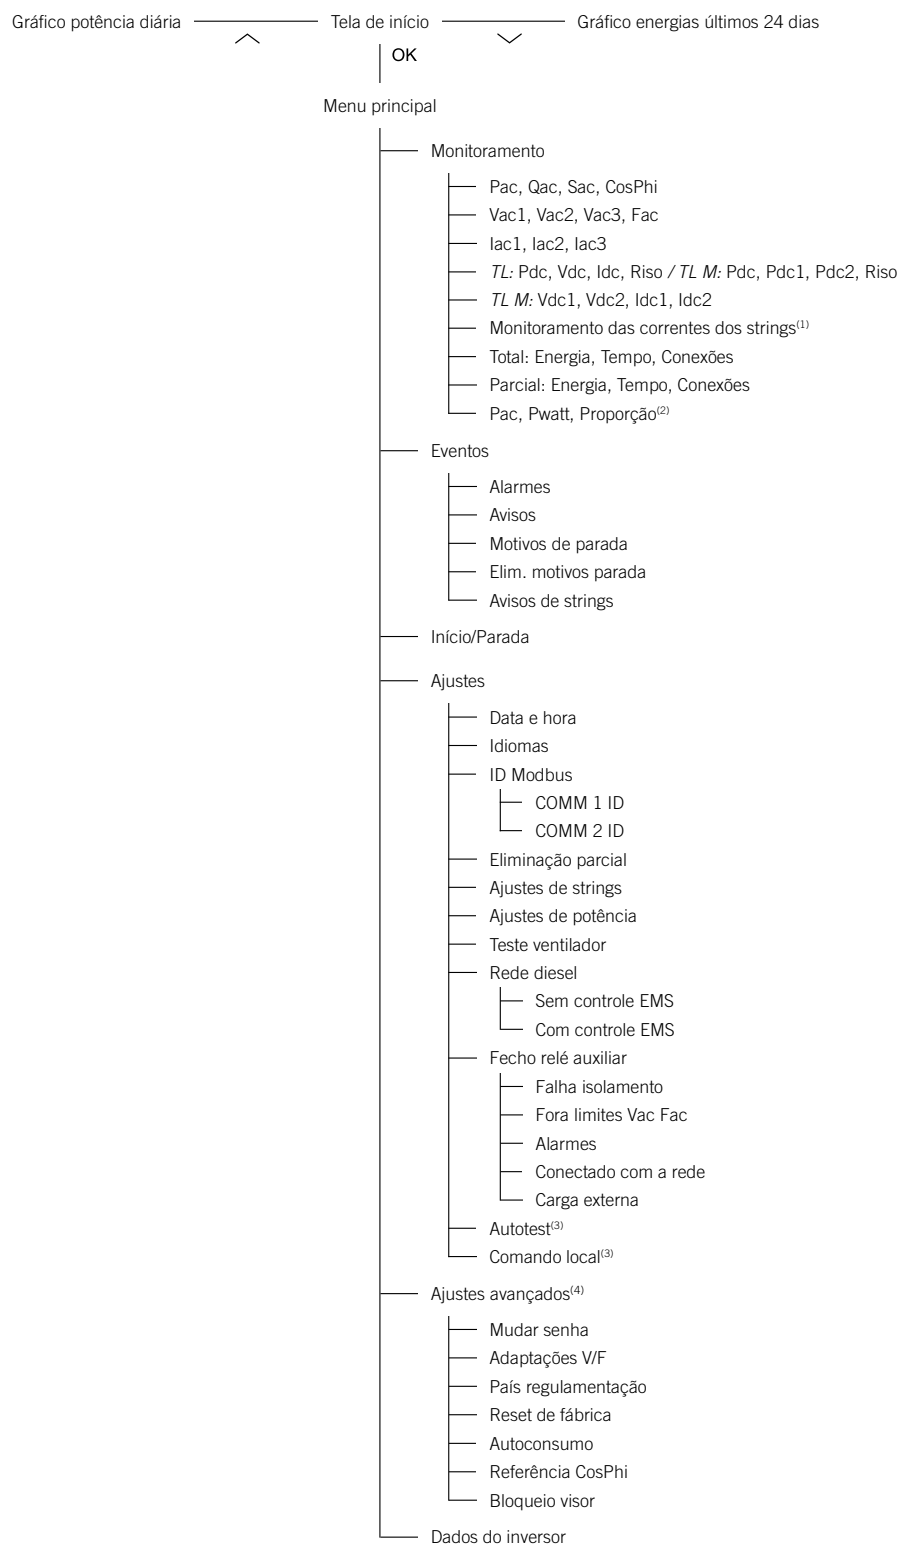 Gráfico potência diária Tela de início Gráfico energias últimos 24 dias
OK
Menu principal
Monitoramento
Pac, Qac, Sac, CosPhi
Vac1, Vac2, Vac3, Fac
Iac1, Iac2, Iac3
TL: Pdc, Vdc, Idc, Riso / TL M: Pdc, Pdc1, Pdc2, Riso
TL M: Vdc1, Vdc2, Idc1, Idc2
Monitoramento das correntes dos strings(1)
Total: Energia, Tempo, Conexões
Parcial: Energia, Tempo, Conexões
Pac, Pwatt, Proporção(2)
Eventos
Alarmes
Avisos
Motivos de parada
Elim. motivos parada
Avisos de strings
Início/Parada
Ajustes
Data e hora
Idiomas
ID Modbus
COMM 1 ID
COMM 2 ID
Eliminação parcial
Ajustes de strings
Ajustes de potência
Teste ventilador
Rede diesel
Sem controle EMS
Com controle EMS
Fecho relé auxiliar
Falha isolamento
Fora limites Vac Fac
Alarmes
Conectado com a rede
Carga externa
Autotest(3)
Comando local(3)
Ajustes avançados(4)
Mudar senha
Adaptações V/F
País regulamentação
Reset de fábrica
Autoconsumo
Referência CosPhi
Bloqueio visor
Dados do inversor